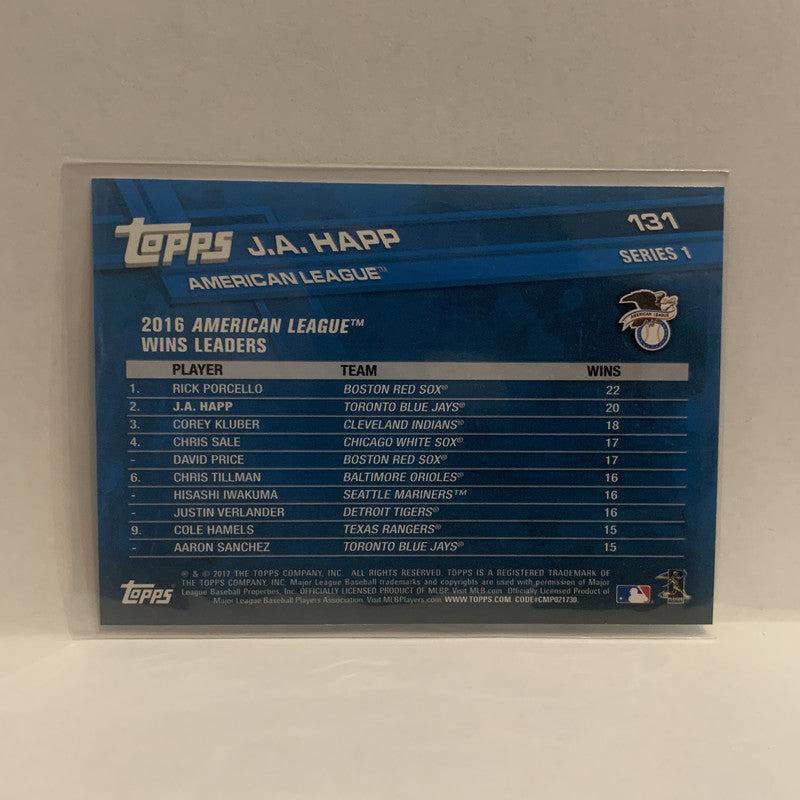 topps J.A. HAPP 131
AMERICAN LEAGUE™ SERIES 1
AMERICAN LEAGUE
2016 AMERICAN LEAGUE™
WINS LEADERS
PLAYER TEAM WINS
1. RICK PORCELLO BOSTON RED SOX® 22
2. J.A. HAPP TORONTO BLUE JAYS® 20
3. COREY KLUBER CLEVELAND INDIANS® 18
4. CHRIS SALE CHICAGO WHITE SOX® 17
- DAVID PRICE BOSTON RED SOX® 17
6. CHRIS TILLMAN BALTIMORE ORIOLES® 16
- HISASHI IWAKUMA SEATTLE MARINERS™ 16
- JUSTIN VERLANDER DETROIT TIGERS® 16
9. COLE HAMELS TEXAS RANGERS® 15
- AARON SANCHEZ TORONTO BLUE JAYS® 15
® & © 2017 THE TOPPS COMPANY, INC. ALL RIGHTS RESERVED. TOPPS IS A REGISTERED TRADEMARK OF
THE TOPPS COMPANY, INC. Major League Baseball trademarks and copyrights are used with permission of Major
League Baseball Properties, Inc. OFFICIALLY LICENSED PRODUCT OF MLBP. Visit MLB.com. Officially Licensed Product of
Major League Baseball Players Association. Visit MLBPlayers.com. WWW.TOPPS.COM. CODE#CMP021730.
topps